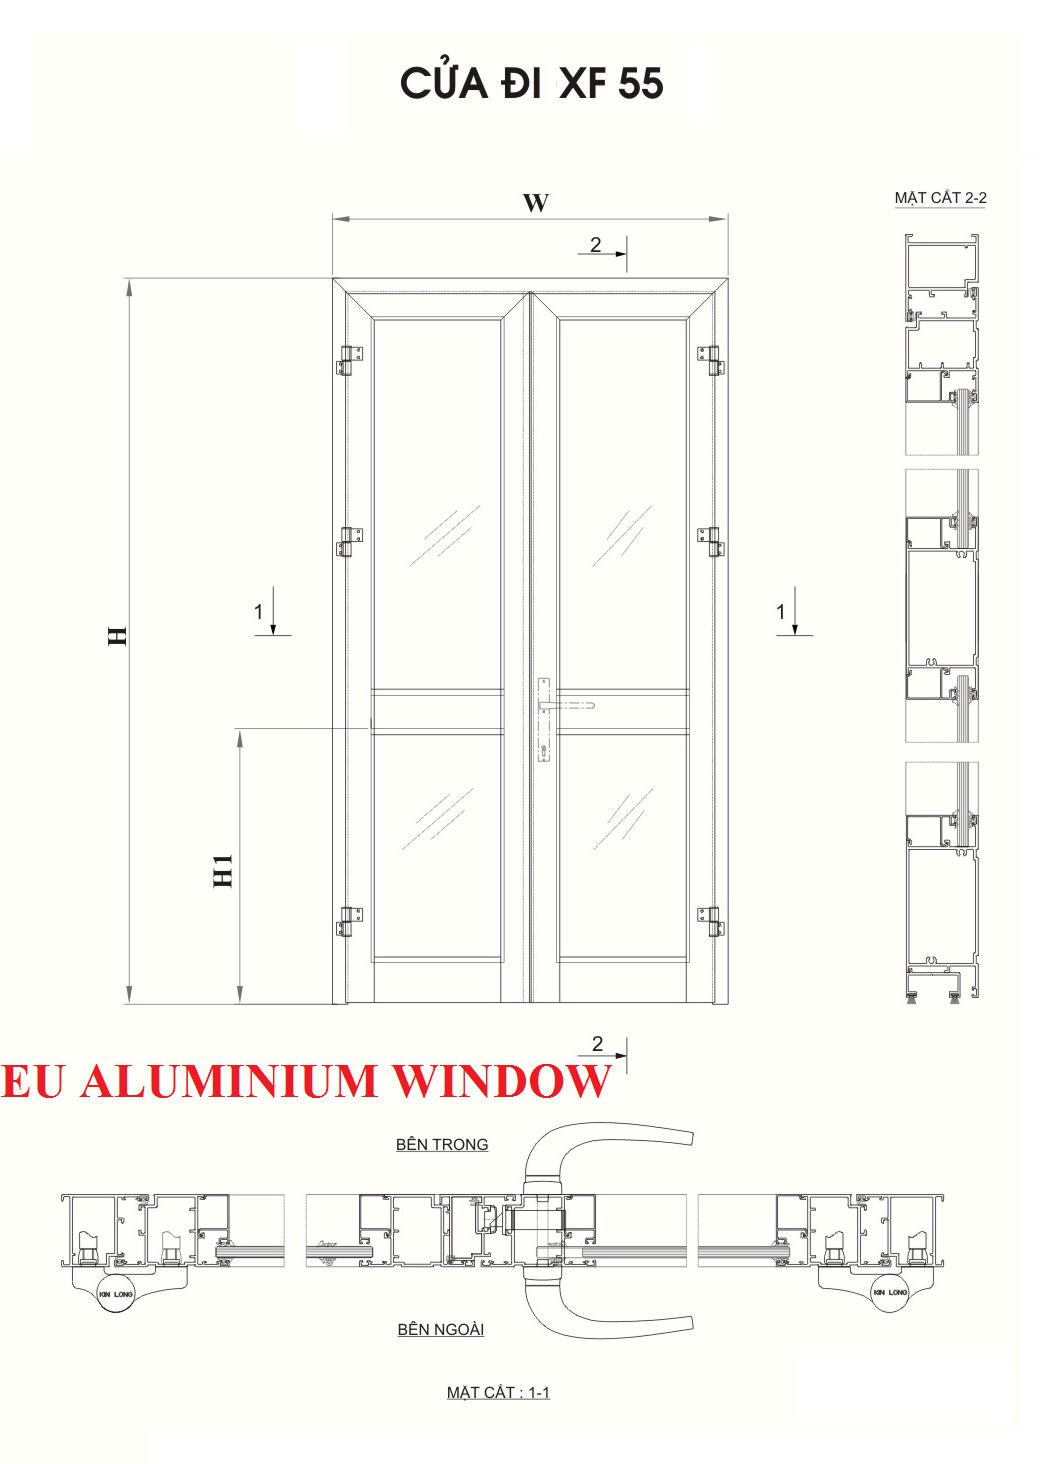 CỬA ĐI XF 55
W
MẶT CẮT 2-2
2
1
1
H
H1
2
EU ALUMINIUM WINDOW
BÊN TRONG
KIN LONG
KIN LONG
BÊN NGOÀI
MẶT CẮT : 1-1